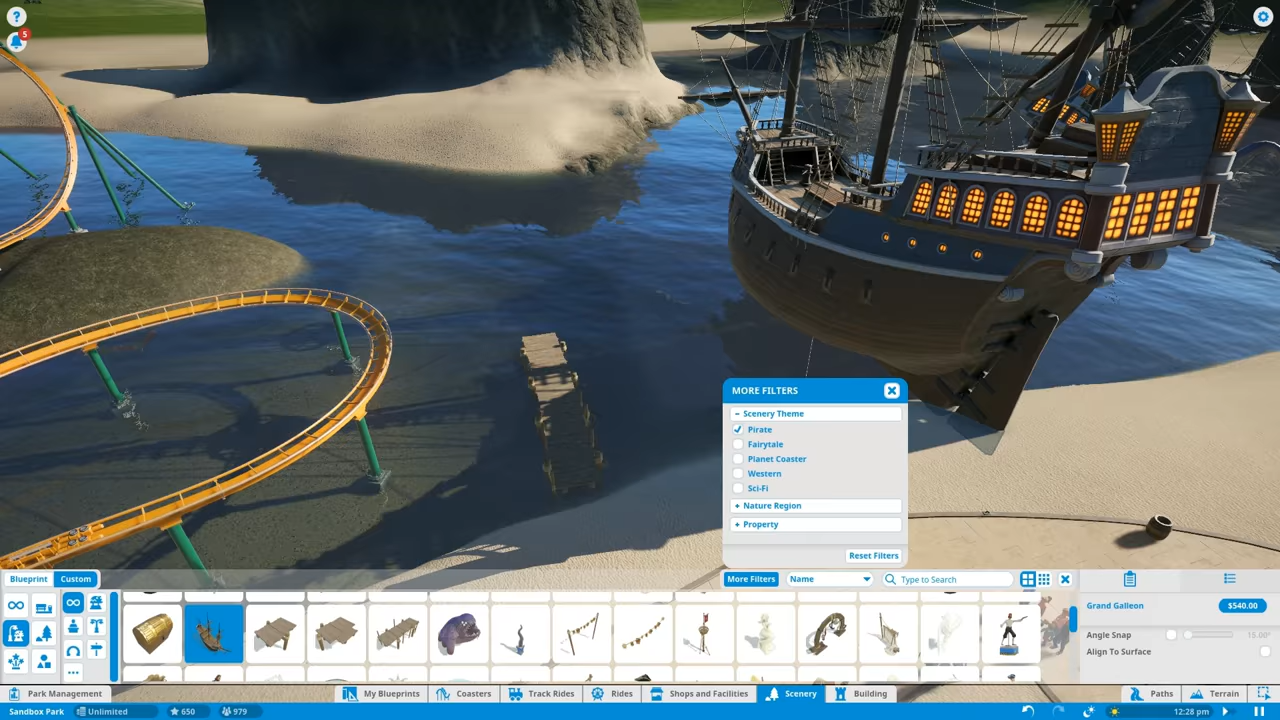 ?
5
MORE FILTERS
- Scenery Theme
Pirate
Fairytale
Planet Coaster
Western
Sci-Fi
+ Nature Region
+ Property
Reset Filters
Blueprint
Custom
More Filters
Name
Type to Search
Grand Galleon
$540.00
Angle Snap
15.00°
Align To Surface
Park Management
My Blueprints
Coasters
Track Rides
Rides
Shops and Facilities
Scenery
Building
Paths
Terrain
Sandbox Park
Unlimited
650
979
12:28 pm